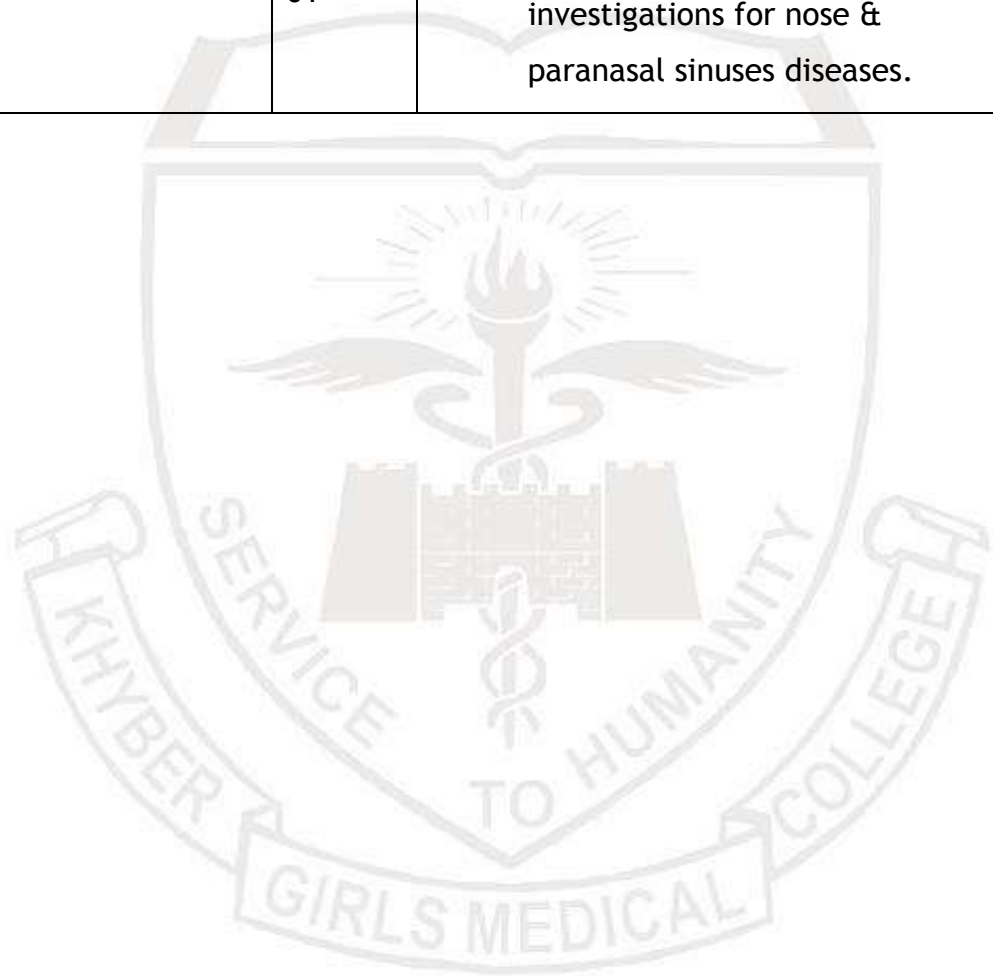 investigations for nose &
paranasal sinuses diseases.
SERVICE TO HUMANITY
KHYBER GIRLS MEDICAL COLLEGE